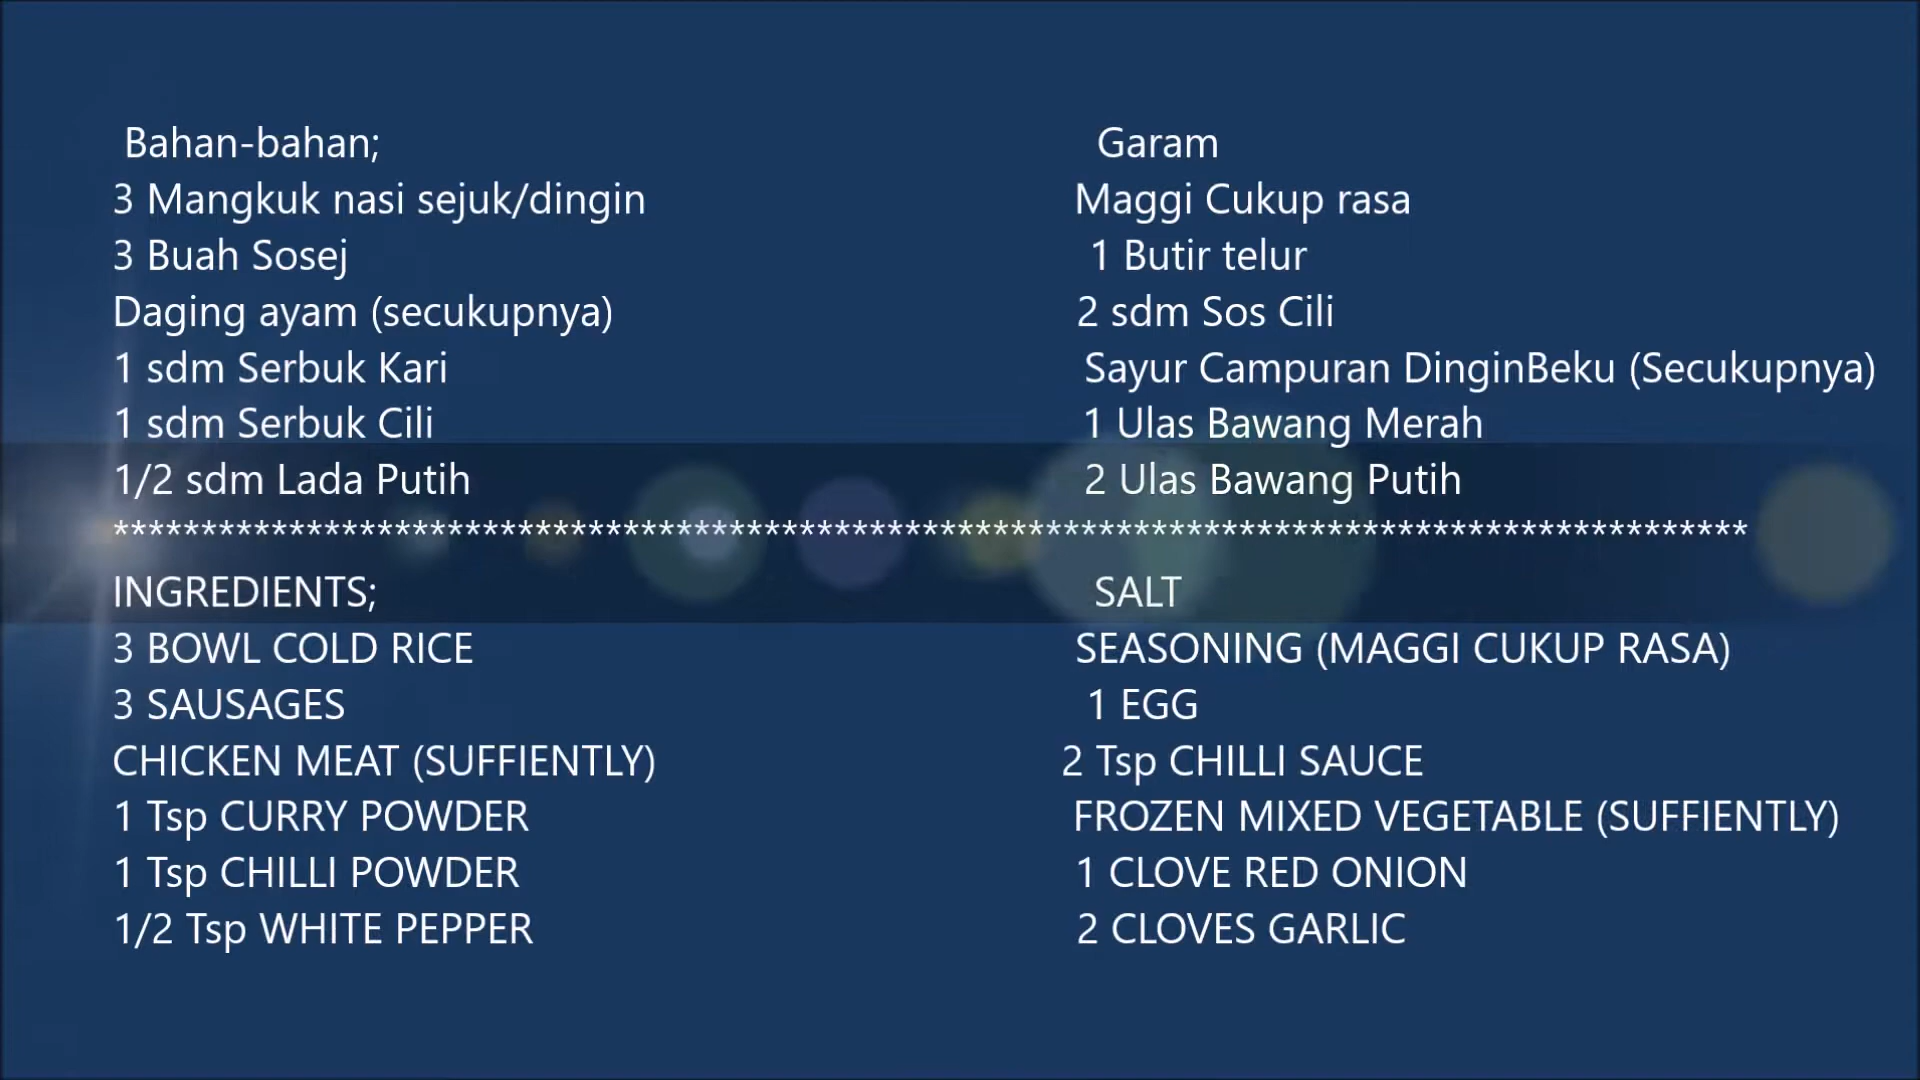 Bahan-bahan;
3 Mangkuk nasi sejuk/dingin
3 Buah Sosej
Daging ayam (secukupnya)
1 sdm Serbuk Kari
1 sdm Serbuk Cili
1/2 sdm Lada Putih
Garam
Maggi Cukup rasa
1 Butir telur
2 sdm Sos Cili
Sayur Campuran DinginBeku (Secukupnya)
1 Ulas Bawang Merah
2 Ulas Bawang Putih
*********************************************************************************************
INGREDIENTS;
3 BOWL COLD RICE
3 SAUSAGES
CHICKEN MEAT (SUFFIENTLY)
1 Tsp CURRY POWDER
1 Tsp CHILLI POWDER
1/2 Tsp WHITE PEPPER
SALT
SEASONING (MAGGI CUKUP RASA)
1 EGG
2 Tsp CHILLI SAUCE
FROZEN MIXED VEGETABLE (SUFFIENTLY)
1 CLOVE RED ONION
2 CLOVES GARLIC